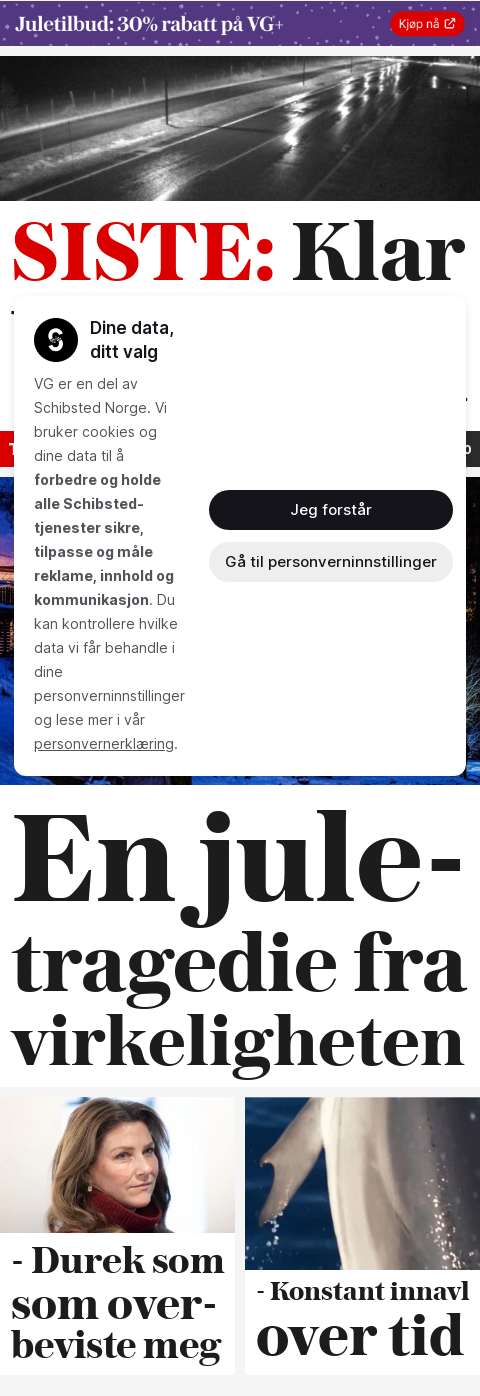 Juletilbud: 30% rabatt på VG+
Kjøp nå
SISTE: Klar
Dine data,
ditt valg
VG er en del av
Schibsted Norge. Vi
bruker cookies og
dine data til å
forbedre og holde
alle Schibsted-
tjenester sikre,
tilpasse og måle
reklame, innhold og
kommunikasjon. Du
kan kontrollere hvilke
data vi får behandle i
dine
personverninnstillinger
og lese mer i vår
personvernerklæring.
Jeg forstår
Gå til personverninnstillinger
En jule-
tragedie fra
virkeligheten
- Durek som
som over-
beviste meg
- Konstant innavl
over tid